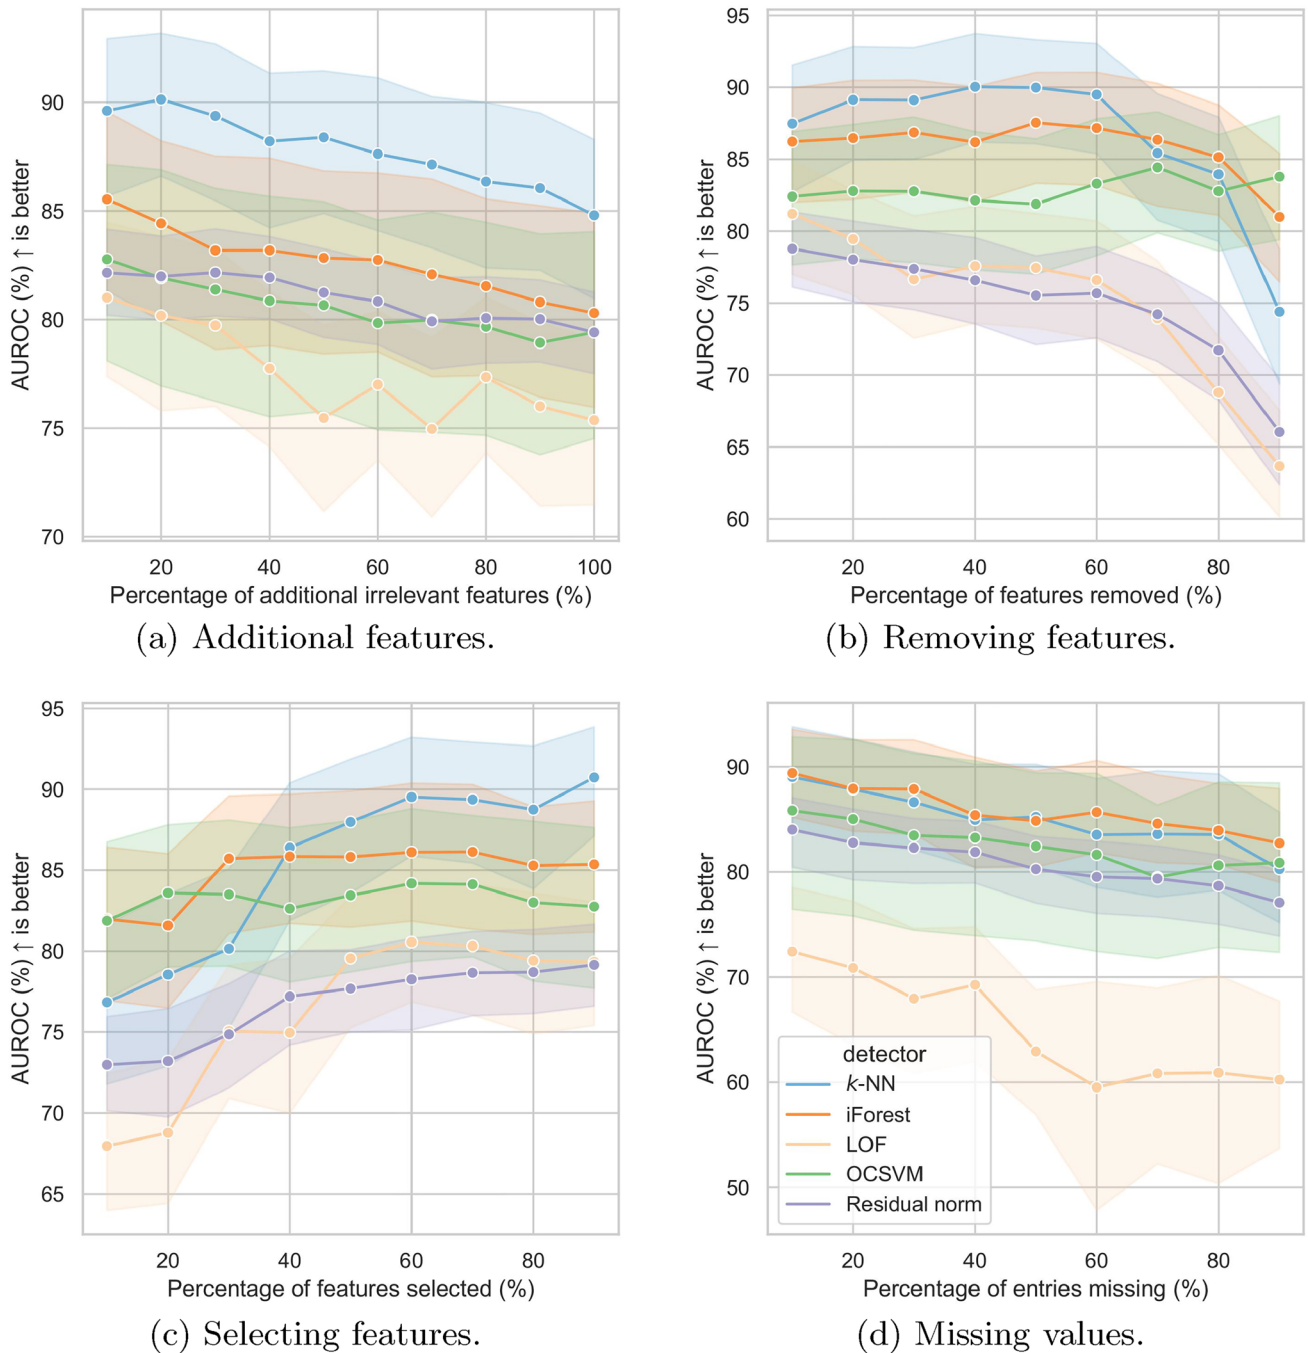 AUROC (%) ↑ is better
90
85
80
75
70
20 40 60 80 100
Percentage of additional irrelevant features (%)
(a) Additional features.
AUROC (%) ↑ is better
95
90
85
80
75
70
65
60
20 40 60 80
Percentage of features removed (%)
(b) Removing features.
AUROC (%) ↑ is better
95
90
85
80
75
70
65
20 40 60 80
Percentage of features selected (%)
(c) Selecting features.
AUROC (%) ↑ is better
90
80
70
60
50
detector
k-NN
iForest
LOF
OCSVM
Residual norm
20 40 60 80
Percentage of entries missing (%)
(d) Missing values.